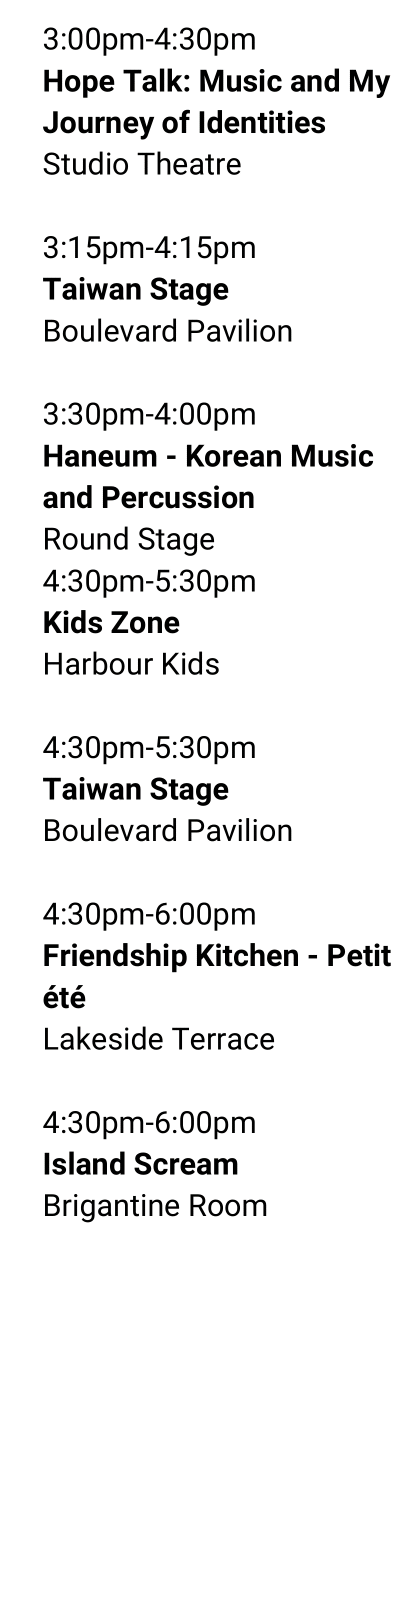 3:00pm-4:30pm
Hope Talk: Music and My
Journey of Identities
Studio Theatre
3:15pm-4:15pm
Taiwan Stage
Boulevard Pavilion
3:30pm-4:00pm
Haneum - Korean Music
and Percussion
Round Stage
4:30pm-5:30pm
Kids Zone
Harbour Kids
4:30pm-5:30pm
Taiwan Stage
Boulevard Pavilion
4:30pm-6:00pm
Friendship Kitchen - Petit
été
Lakeside Terrace
4:30pm-6:00pm
Island Scream
Brigantine Room